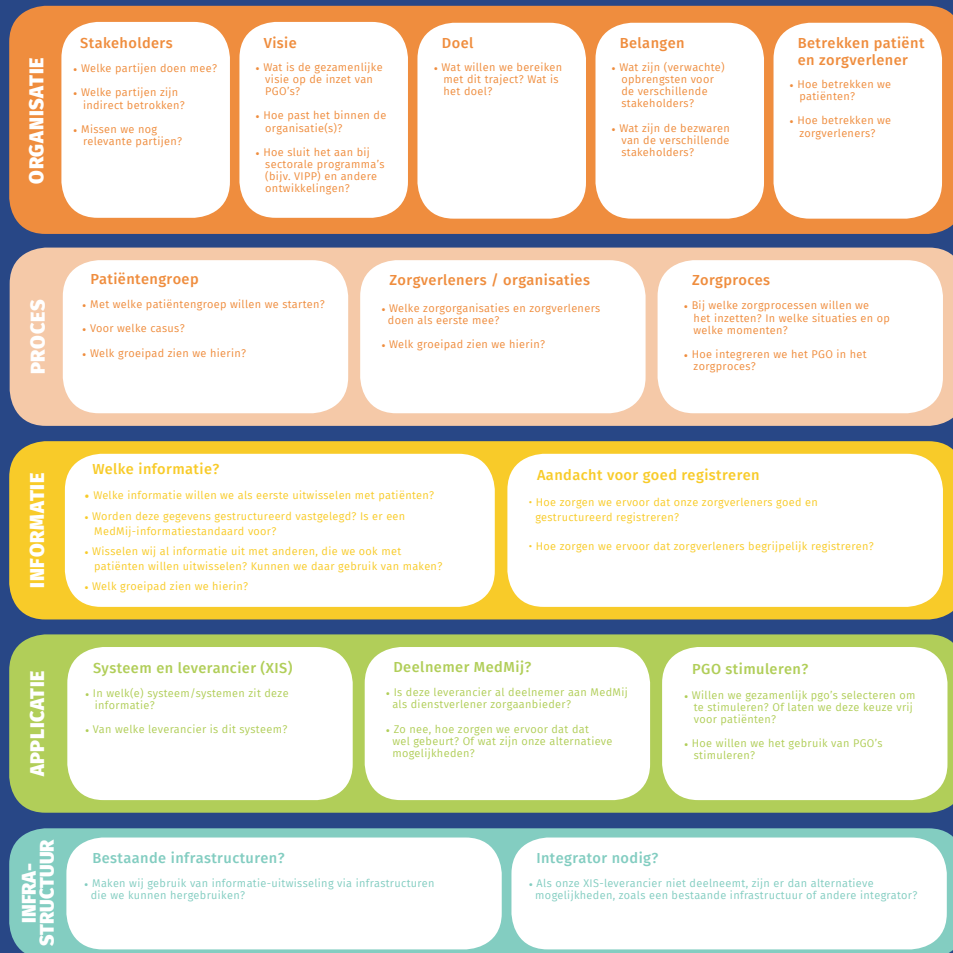 ORGANISATIE
Stakeholders
• Welke partijen doen mee?
• Welke partijen zijn
indirect betrokken?
• Missen we nog
relevante partijen?
Visie
• Wat is de gezamenlijke
visie op de inzet van
PGO's?
• Hoe past het binnen de
organisatie(s)?
• Hoe sluit het aan bij
sectorale programma's
(bijv. VIPP) en andere
ontwikkelingen?
Doel
• Wat willen we bereiken
met dit traject? Wat is
het doel?
Belangen
• Wat zijn (verwachte)
opbrengsten voor
de verschillende
stakeholders?
• Wat zijn de bezwaren
van de verschillende
stakeholders?
Betrekken patiënt
en zorgverlener
• Hoe betrekken we
patiënten?
• Hoe betrekken we
zorgverleners?
PROCES
Patiëntengroep
• Met welke patiëntengroep willen we starten?
• Voor welke casus?
• Welk groeipad zien we hierin?
Zorgverleners / organisaties
• Welke zorgorganisaties en zorgverleners
doen als eerste mee?
• Welk groeipad zien we hierin?
Zorgproces
• Bij welke zorgprocessen willen we
het inzetten? In welke situaties en op
welke momenten?
• Hoe integreren we het PGO in het
zorgproces?
INFORMATIE
Welke informatie?
• Welke informatie willen we als eerste uitwisselen met patiënten?
• Worden deze gegevens gestructureerd vastgelegd? Is er een
MedMij-informatiestandaard voor?
• Wisselen wij al informatie uit met anderen, die we ook met
patiënten willen uitwisselen? Kunnen we daar gebruik van maken?
• Welk groeipad zien we hierin?
Aandacht voor goed registreren
• Hoe zorgen we ervoor dat onze zorgverleners goed en
gestructureerd registreren?
• Hoe zorgen we ervoor dat zorgverleners begrijpelijk registreren?
APPLICATIE
Systeem en leverancier (XIS)
• In welk(e) systeem/systemen zit deze
informatie?
• Van welke leverancier is dit systeem?
Deelnemer MedMij?
• Is deze leverancier al deelnemer aan MedMij
als dienstverlener zorgaanbieder?
• Zo nee, hoe zorgen we ervoor dat dat
wel gebeurt? Of wat zijn onze alternatieve
mogelijkheden?
PGO stimuleren?
• Willen we gezamenlijk pgo's selecteren om
te stimuleren? Of laten we deze keuze vrij
voor patiënten?
• Hoe willen we het gebruik van PGO's
stimuleren?
INFRA-
STRUCTUUR
Bestaande infrastructuren?
• Maken wij gebruik van informatie-uitwisseling via infrastructuren
die we kunnen hergebruiken?
Integrator nodig?
• Als onze XIS-leverancier niet deelneemt, zijn er dan alternatieve
mogelijkheden, zoals een bestaande infrastructuur of andere integrator?